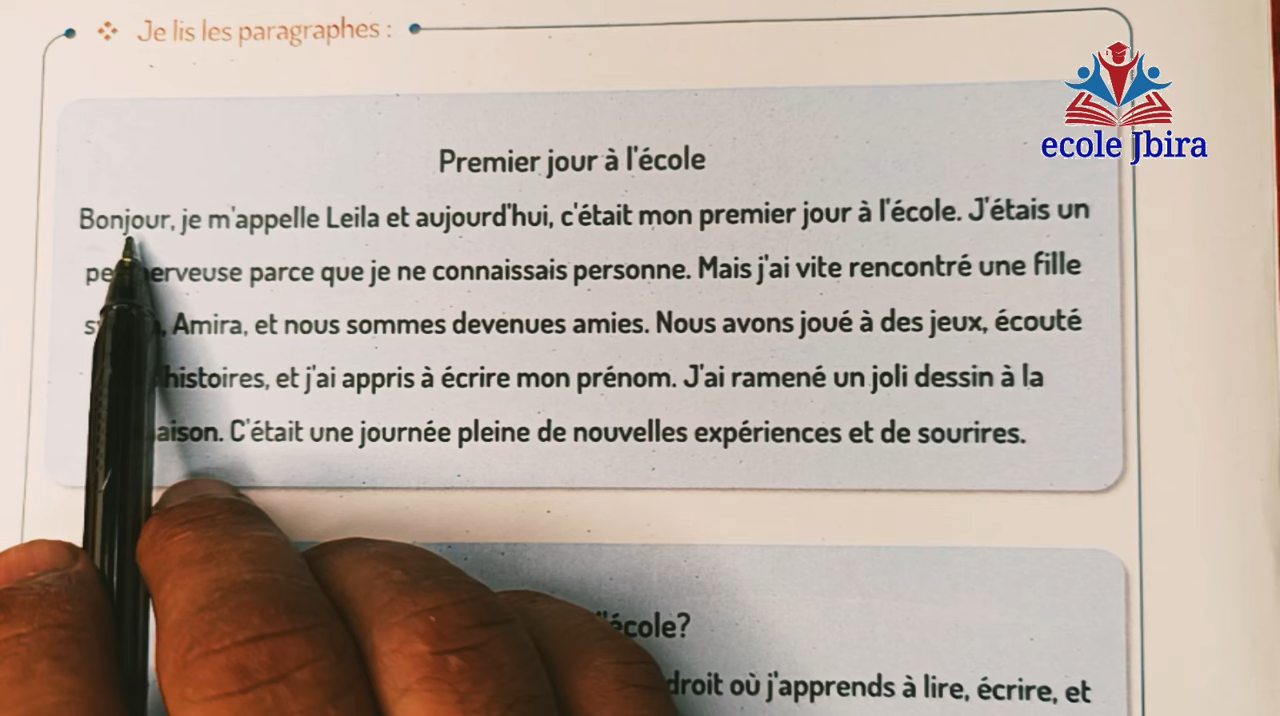 Je lis les paragraphes :
ecole Jbira
Premier jour à l'école
Bonjour, je m'appelle Leila et aujourd'hui, c'était mon premier jour à l'école. J'étais un
nerveuse parce que je ne connaissais personne. Mais j'ai vite rencontré une fille
Amira, et nous sommes devenues amies. Nous avons joué à des jeux, écouté
histoires, et j'ai appris à écrire mon prénom. J'ai ramené un joli dessin à la
maison. C'était une journée pleine de nouvelles expériences et de sourires.
l'école?
j'apprends à lire, écrire, et